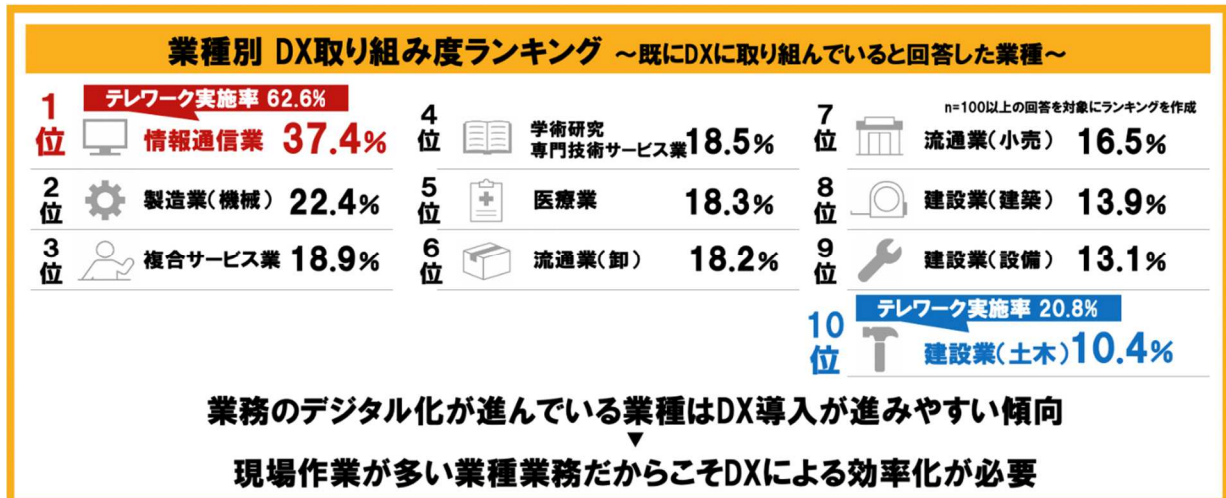 業種別 DX取り組み度ランキング ～既にDXに取り組んでいると回答した業種～
n=100以上の回答を対象にランキングを作成
テレワーク実施率 62.6%
1位 情報通信業 37.4%
2位 製造業(機械) 22.4%
3位 複合サービス業 18.9%
4位 学術研究
専門技術サービス業 18.5%
5位 医療業 18.3%
6位 流通業(卸) 18.2%
7位 流通業(小売) 16.5%
8位 建設業(建築) 13.9%
9位 建設業(設備) 13.1%
テレワーク実施率 20.8%
10位 建設業(土木) 10.4%
業務のデジタル化が進んでいる業種はDX導入が進みやすい傾向
▼
現場作業が多い業種業務だからこそDXによる効率化が必要